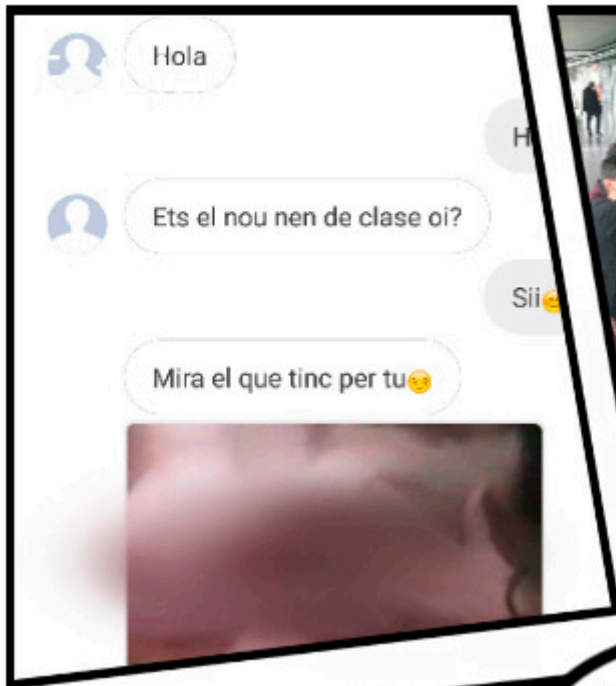 Hola
Ets el nou nen de clase oi?
Sii😊
Mira el que tinc per tu😏